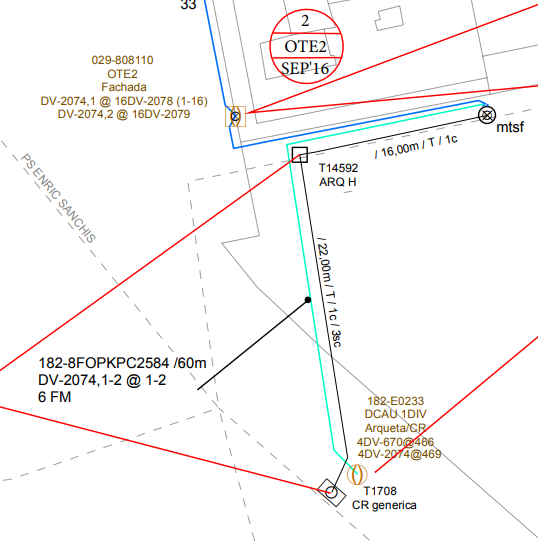 33
2
OTE2
SEP'16
029-808110
OTE2
Fachada
DV-2074,1 @ 16DV-2078 (1-16)
DV-2074,2 @ 16DV-2079
mtsf
/ 16,00m / T / 1c
T14592
ARQ H
PS ENRIC SANCHIS
/ 22,00m / T / 1c / 3sc
182-8FOPKPC2584 /60m
DV-2074,1-2 @ 1-2
6 FM
182-E0233
DCAU 1DIV
Arqueta/CR
4DV-670@466
4DV-2074@469
T1708
CR generica